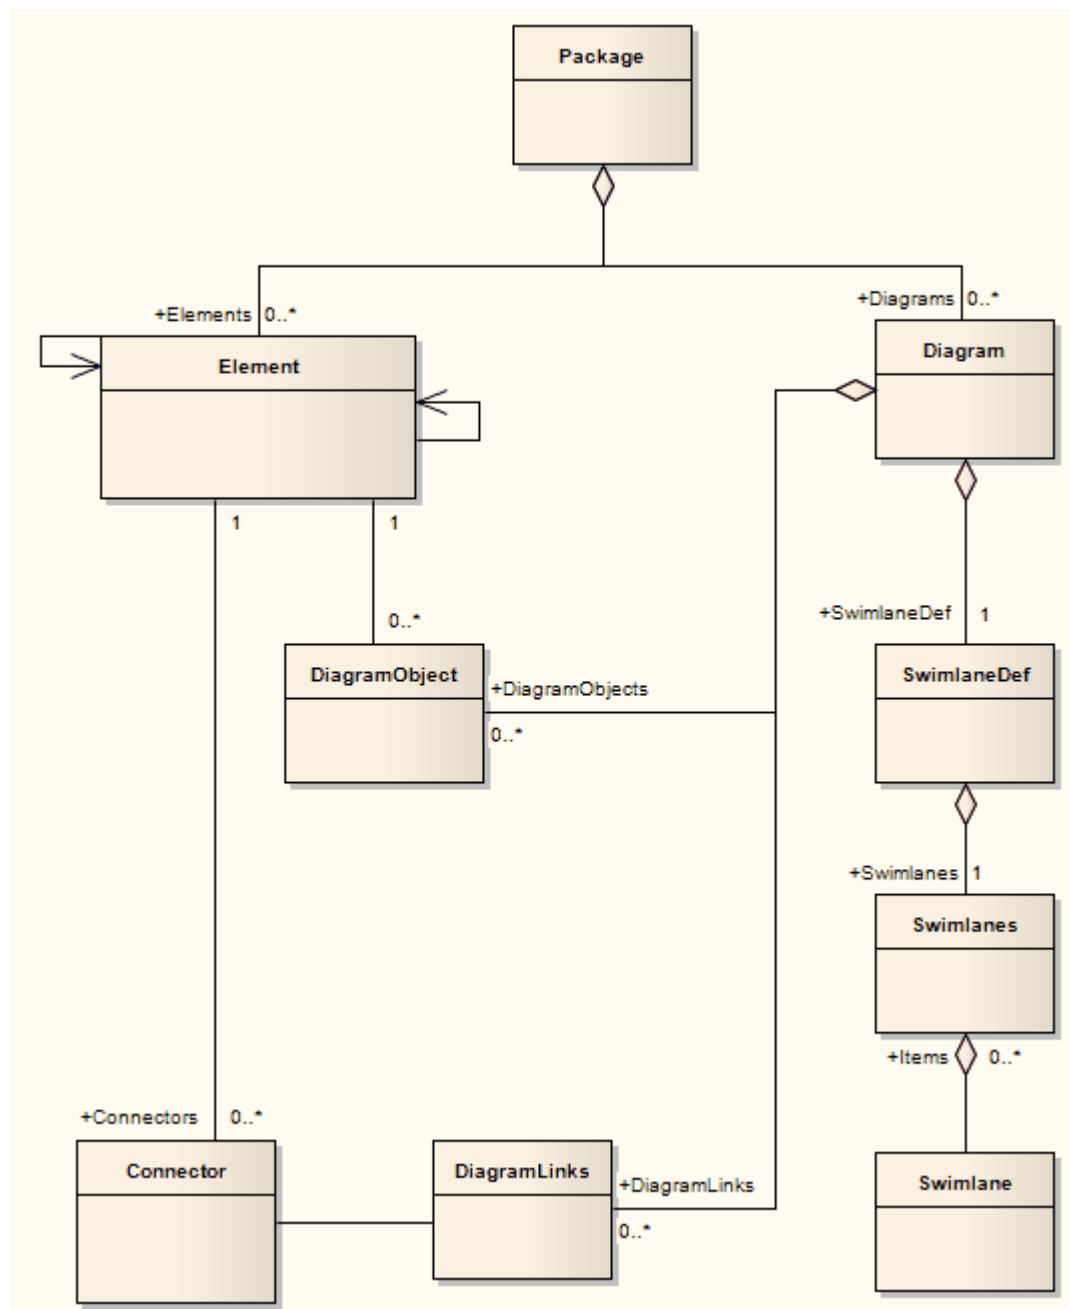 Package
+Elements 0..*
+Diagrams 0..*
Element
Diagram
1
1
0..*
+SwimlaneDef 1
DiagramObject
+DiagramObjects
0..*
SwimlaneDef
+Swimlanes 1
Swimlanes
+Items 0..*
+Connectors 0..*
Connector
DiagramLinks
+DiagramLinks
0..*
Swimlane